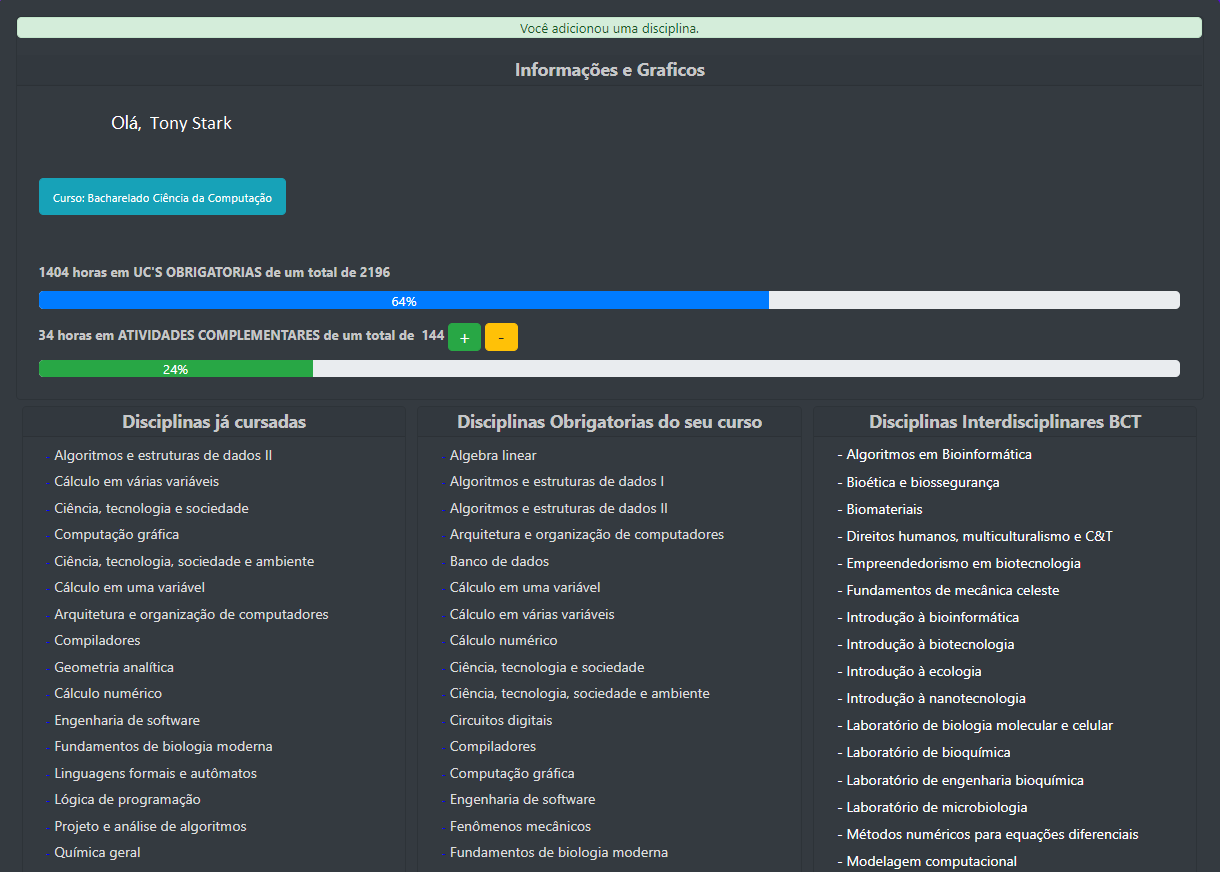 Você adicionou uma disciplina.
Informações e Graficos
Olá, Tony Stark
Curso: Bacharelado Ciência da Computação
1404 horas em UC'S OBRIGATORIAS de um total de 2196
64%
34 horas em ATIVIDADES COMPLEMENTARES de um total de 144 + -
24%
Disciplinas já cursadas
Algoritmos e estruturas de dados II
Cálculo em várias variáveis
Ciência, tecnologia e sociedade
Computação gráfica
Ciência, tecnologia, sociedade e ambiente
Cálculo em uma variável
Arquitetura e organização de computadores
Compiladores
Geometria analítica
Cálculo numérico
Engenharia de software
Fundamentos de biologia moderna
Linguagens formais e autômatos
Lógica de programação
Projeto e análise de algoritmos
Química geral
Disciplinas Obrigatorias do seu curso
Algebra linear
Algoritmos e estruturas de dados I
Algoritmos e estruturas de dados II
Arquitetura e organização de computadores
Banco de dados
Cálculo em uma variável
Cálculo em várias variáveis
Cálculo numérico
Ciência, tecnologia e sociedade
Ciência, tecnologia, sociedade e ambiente
Circuitos digitais
Compiladores
Computação gráfica
Engenharia de software
Fenômenos mecânicos
Fundamentos de biologia moderna
Disciplinas Interdisciplinares BCT
- Algoritmos em Bioinformática
- Bioética e biossegurança
- Biomateriais
- Direitos humanos, multiculturalismo e C&T
- Empreendedorismo em biotecnologia
- Fundamentos de mecânica celeste
- Introdução à bioinformática
- Introdução à biotecnologia
- Introdução à ecologia
- Introdução à nanotecnologia
- Laboratório de biologia molecular e celular
- Laboratório de bioquímica
- Laboratório de engenharia bioquímica
- Laboratório de microbiologia
- Métodos numéricos para equações diferenciais
- Modelagem computacional